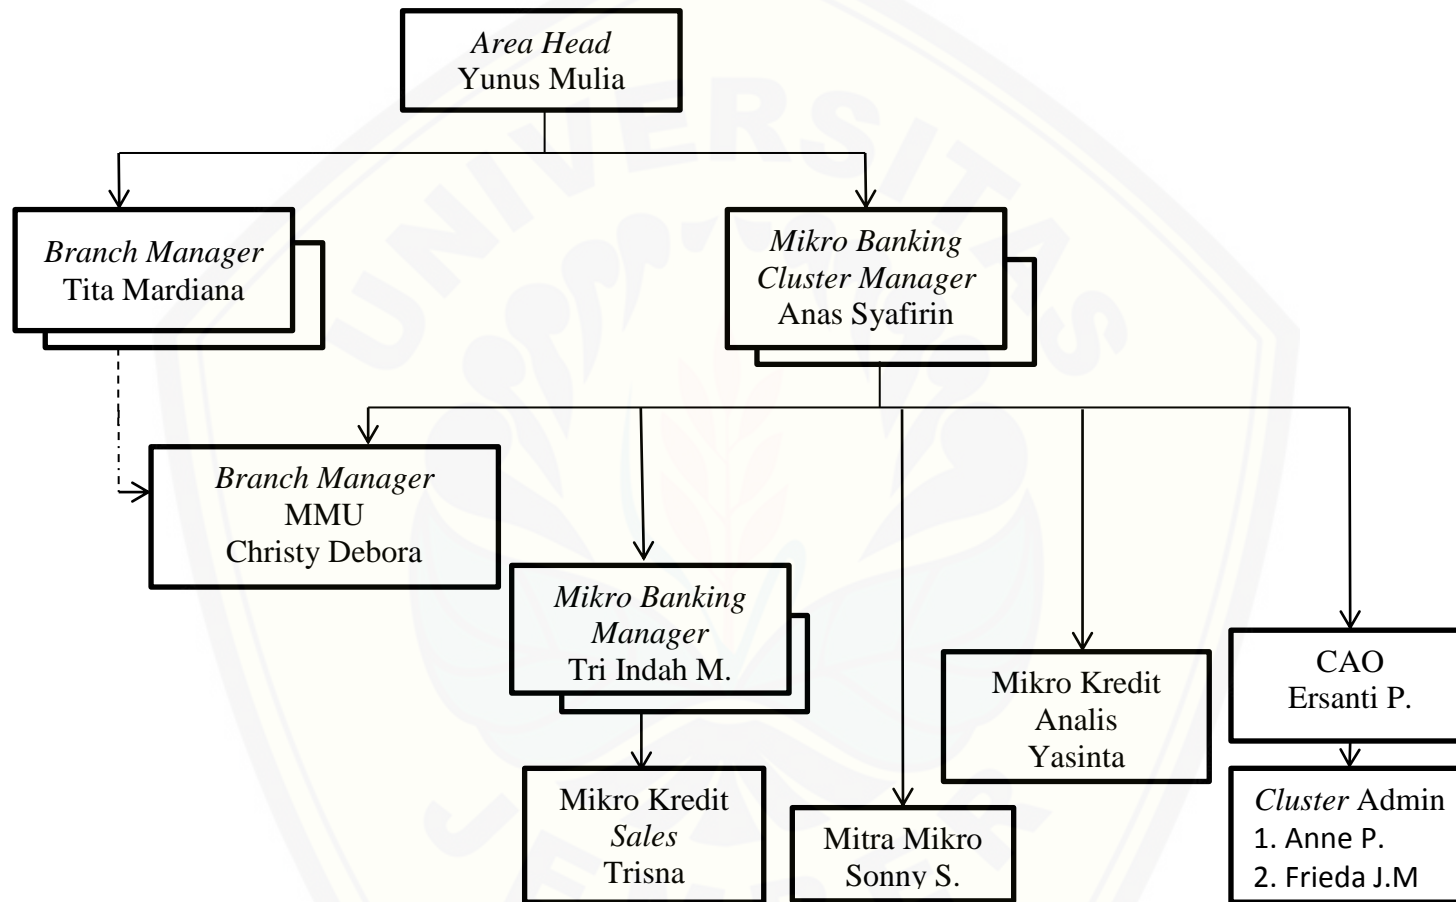 Area Head
Yunus Mulia
Branch Manager
Tita Mardiana
Mikro Banking
Cluster Manager
Anas Syafirin
Branch Manager
MMU
Christy Debora
Mikro Banking
Manager
Tri Indah M.
Mikro Kredit
Analis
Yasinta
CAO
Ersanti P.
Mikro Kredit
Sales
Trisna
Mitra Mikro
Sonny S.
Cluster Admin
1. Anne P.
2. Frieda J.M
UNIVERSITAS
JEMBER